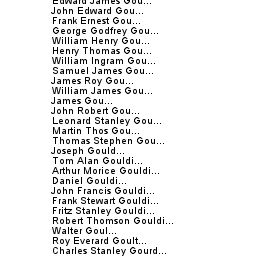 Edward James Gou...
John Edward Gou...
Frank Ernest Gou...
George Godfrey Gou...
William Henry Gou...
Henry Thomas Gou...
William Ingram Gou...
Samuel James Gou...
James Roy Gou...
William James Gou...
James Gou...
John Robert Gou...
Leonard Stanley Gou...
Martin Thos Gou...
Thomas Stephen Gou...
Joseph Gould...
Tom Alan Gouldi...
Arthur Morice Gouldi...
Daniel Gouldi...
John Francis Gouldi...
Frank Stewart Gouldi...
Fritz Stanley Gouldi...
Robert Thomson Gouldi...
Walter Goul...
Roy Everard Goult...
Charles Stanley Gourd...